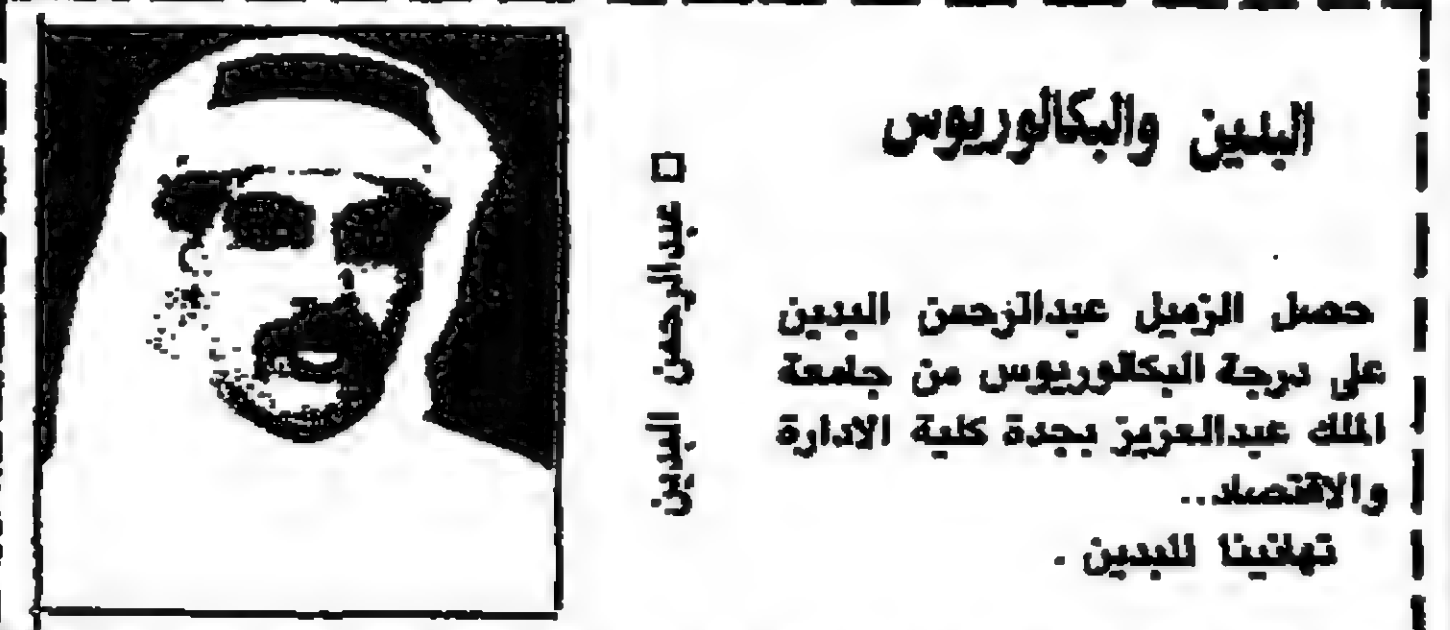 البدين والبكالوريوس
حصل الزميل عبدالرحمن البدين
على درجة البكالوريوس من جامعة
الملك عبدالعزيز بجدة كلية الادارة
والاقتصاد..
تهانينا للبدين .
□ عبدالرحمن البدين